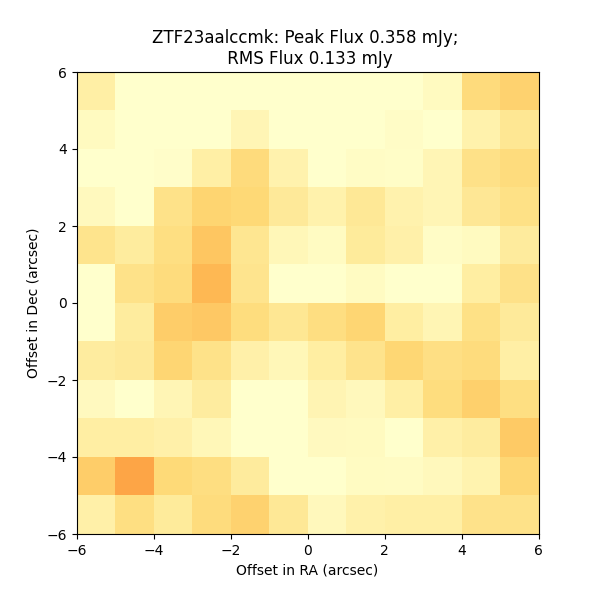 ZTF23aalccmk: Peak Flux 0.358 mJy;
RMS Flux 0.133 mJy
6
4
2
0
−2
−4
−6
Offset in Dec (arcsec)
−6 −4 −2 0 2 4 6
Offset in RA (arcsec)